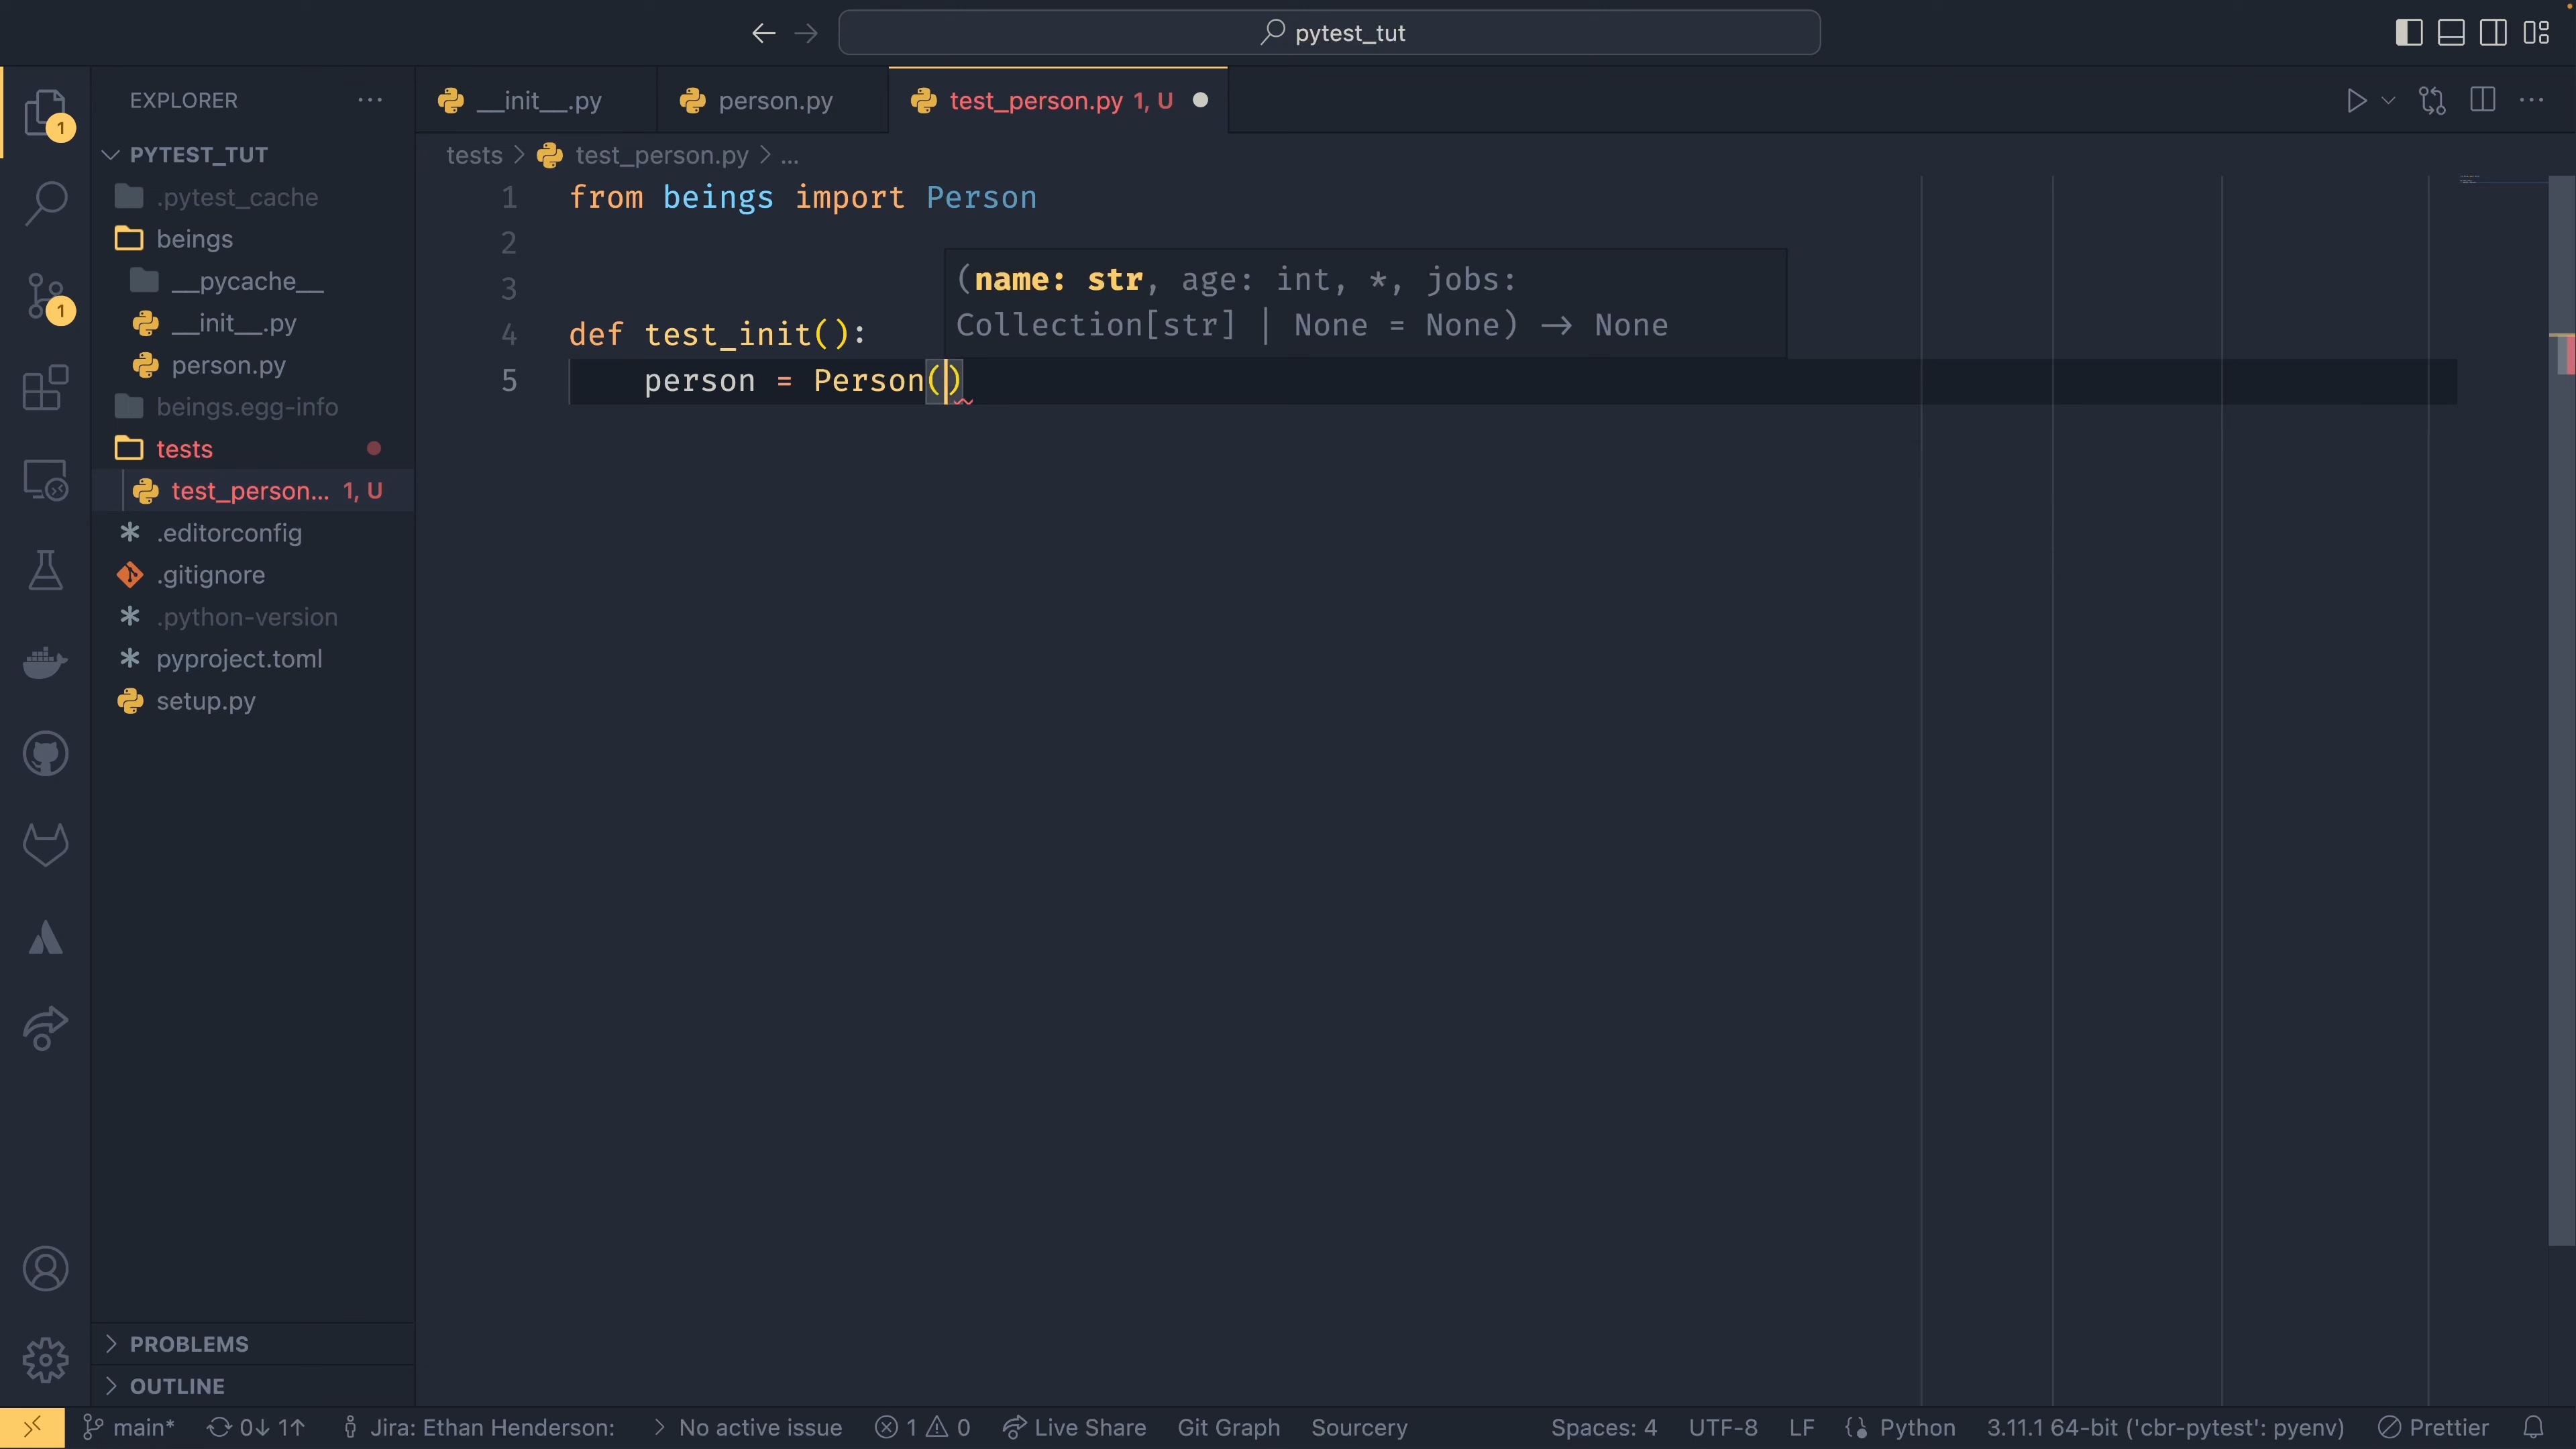 pytest_tut
EXPLORER
PYTEST_TUT
.pytest_cache
beings
__pycache__
__init__.py
person.py
beings.egg-info
tests
test_person... 1, U
.editorconfig
.gitignore
.python-version
pyproject.toml
setup.py
PROBLEMS
OUTLINE
1
1
__init__.py
person.py
test_person.py 1, U
tests > test_person.py > ...
1 from beings import Person
2
3
4 def test_init():
5 person = Person()
(name: str, age: int, *, jobs:
Collection[str] | None = None) → None
main* 0↓ 1↑ Jira: Ethan Henderson: > No active issue 1 0 Live Share Git Graph Sourcery Spaces: 4 UTF-8 LF Python 3.11.1 64-bit ('cbr-pytest': pyenv) Prettier